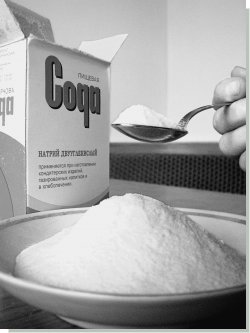 ПИЩЕВАЯ
Сода
НАТРИЙ ДВУУГЛЕКИСЛЫЙ
применяется при изготовлении
кондитерских изделий,
газированных напитков и
в хлебопечении.